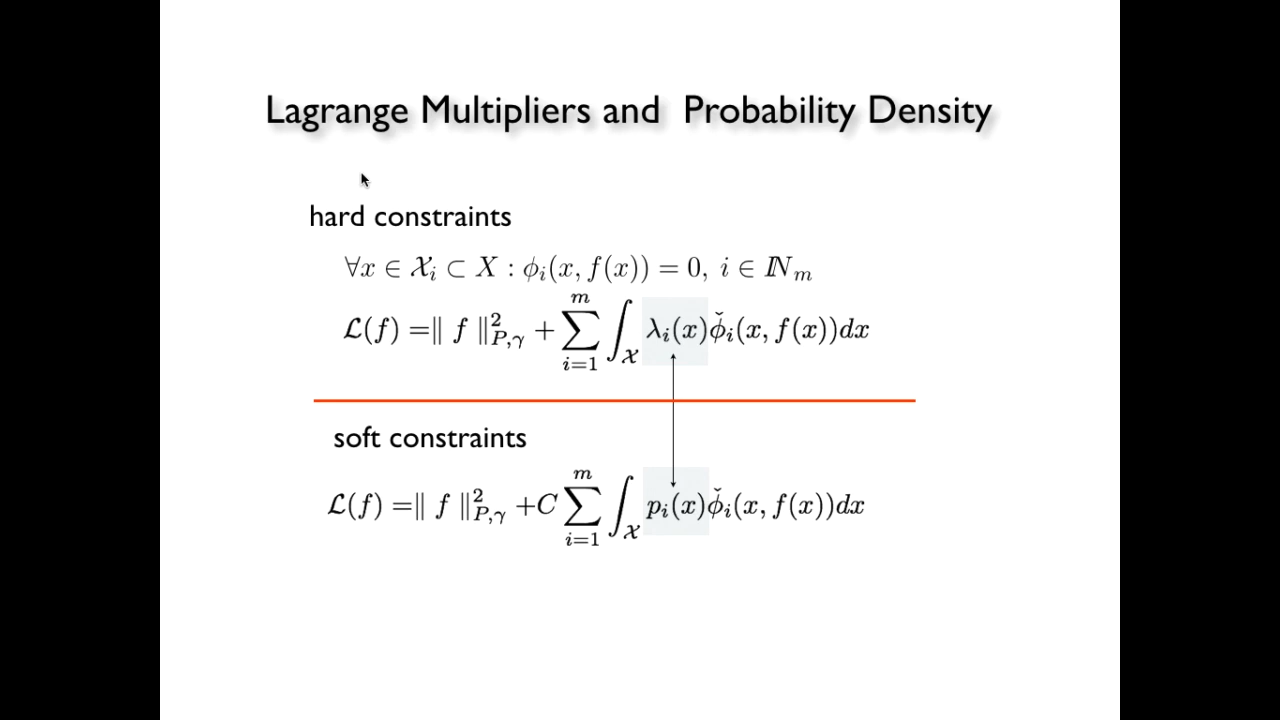 Lagrange Multipliers and Probability Density
hard constraints
∀x ∈ 𝒳ᵢ ⊂ X : ϕᵢ(x, f(x)) = 0, i ∈ ℕₘ
ℒ(f) =∥ f ∥²_{P,γ} + ∑_{i=1}^{m} ∫_𝒳 λᵢ(x)ϕ̌ᵢ(x, f(x))dx
soft constraints
ℒ(f) =∥ f ∥²_{P,γ} +C ∑_{i=1}^{m} ∫_𝒳 pᵢ(x)ϕ̌ᵢ(x, f(x))dx